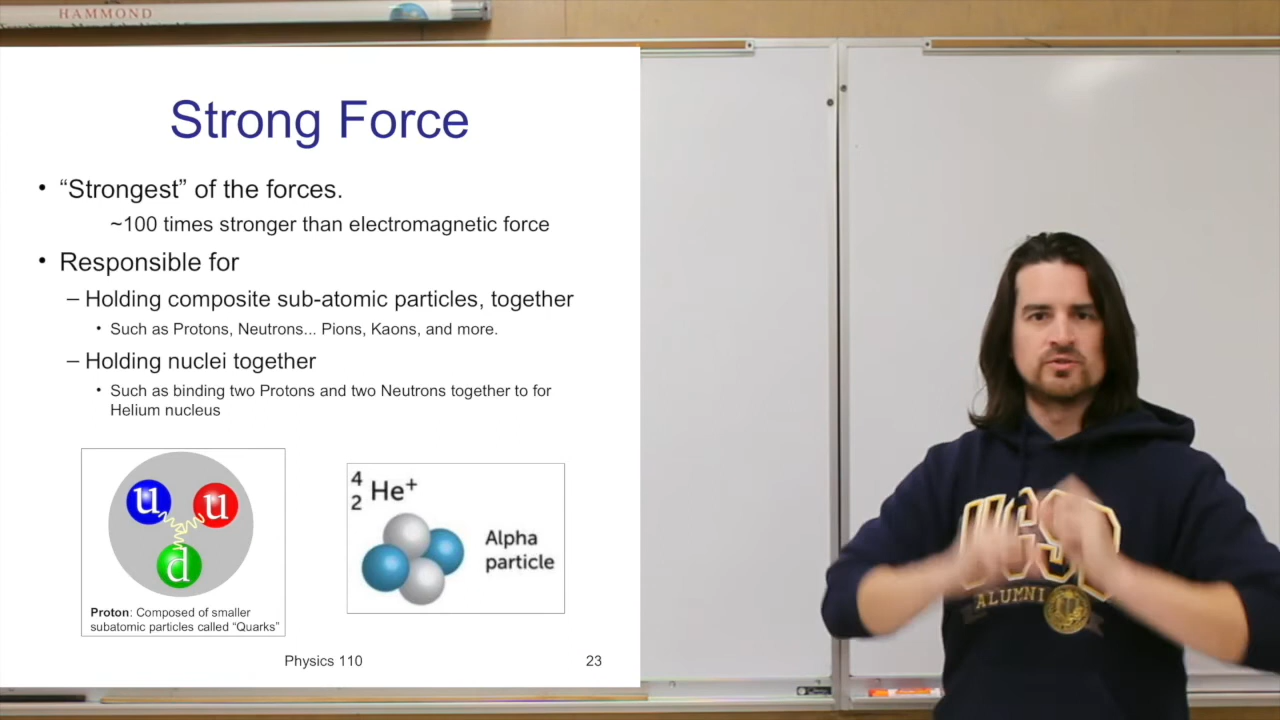 HAMMOND
Strong Force
• “Strongest” of the forces.
~100 times stronger than electromagnetic force
• Responsible for
– Holding composite sub-atomic particles, together
• Such as Protons, Neutrons... Pions, Kaons, and more.
– Holding nuclei together
• Such as binding two Protons and two Neutrons together to for
Helium nucleus
u u
d
Proton: Composed of smaller
subatomic particles called “Quarks”
4
2 He+
Alpha
particle
Physics 110 23
UCSD
ALUMNI